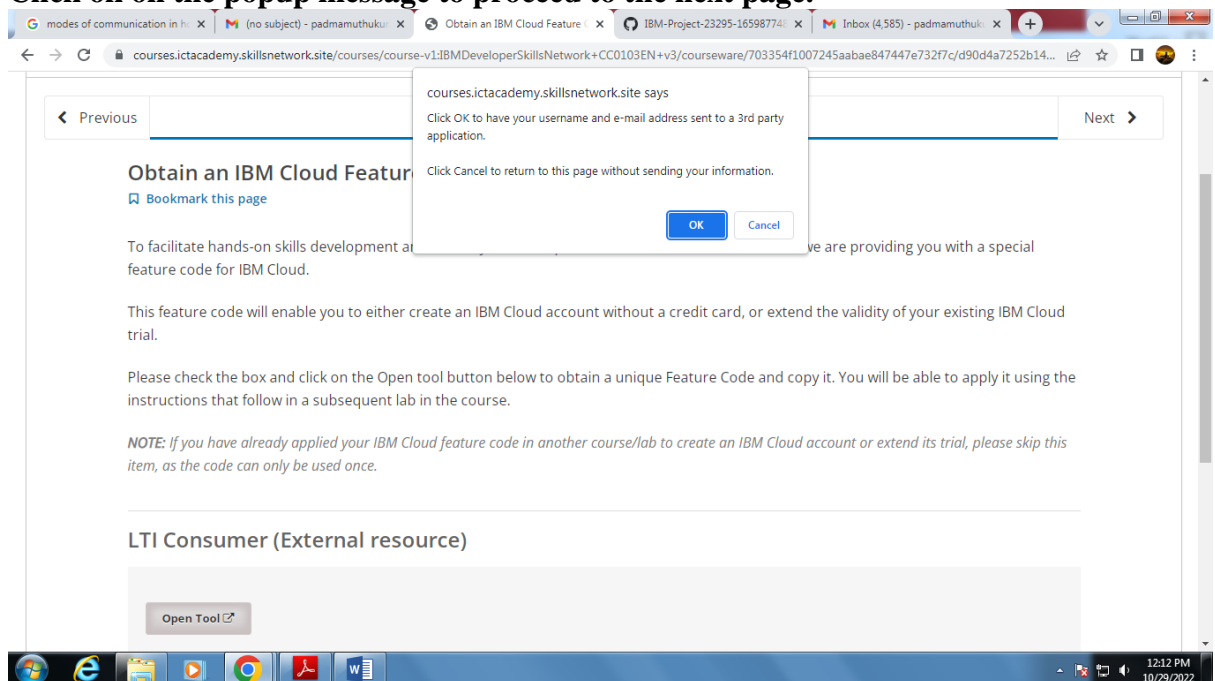 Click on ok the popup message to proceed to the next page.
modes of communication in h
(no subject) - padmamuthuku
Obtain an IBM Cloud Feature C
IBM-Project-23295-165987748
Inbox (4,585) - padmamuthuk
courses.ictacademy.skillsnetwork.site/courses/course-v1:IBMDeveloperSkillsNetwork+CC0103EN+v3/courseware/703354f1007245aabae847447e732f7c/d90d4a7252b14...
courses.ictacademy.skillsnetwork.site says
Click OK to have your username and e-mail address sent to a 3rd party
application.
Click Cancel to return to this page without sending your information.
OK
Cancel
Previous
Next
Obtain an IBM Cloud Featur
Bookmark this page
To facilitate hands-on skills development a
we are providing you with a special
feature code for IBM Cloud.
This feature code will enable you to either create an IBM Cloud account without a credit card, or extend the validity of your existing IBM Cloud
trial.
Please check the box and click on the Open tool button below to obtain a unique Feature Code and copy it. You will be able to apply it using the
instructions that follow in a subsequent lab in the course.
NOTE: If you have already applied your IBM Cloud feature code in another course/lab to create an IBM Cloud account or extend its trial, please skip this
item, as the code can only be used once.
LTI Consumer (External resource)
Open Tool
12:12 PM
10/29/2022